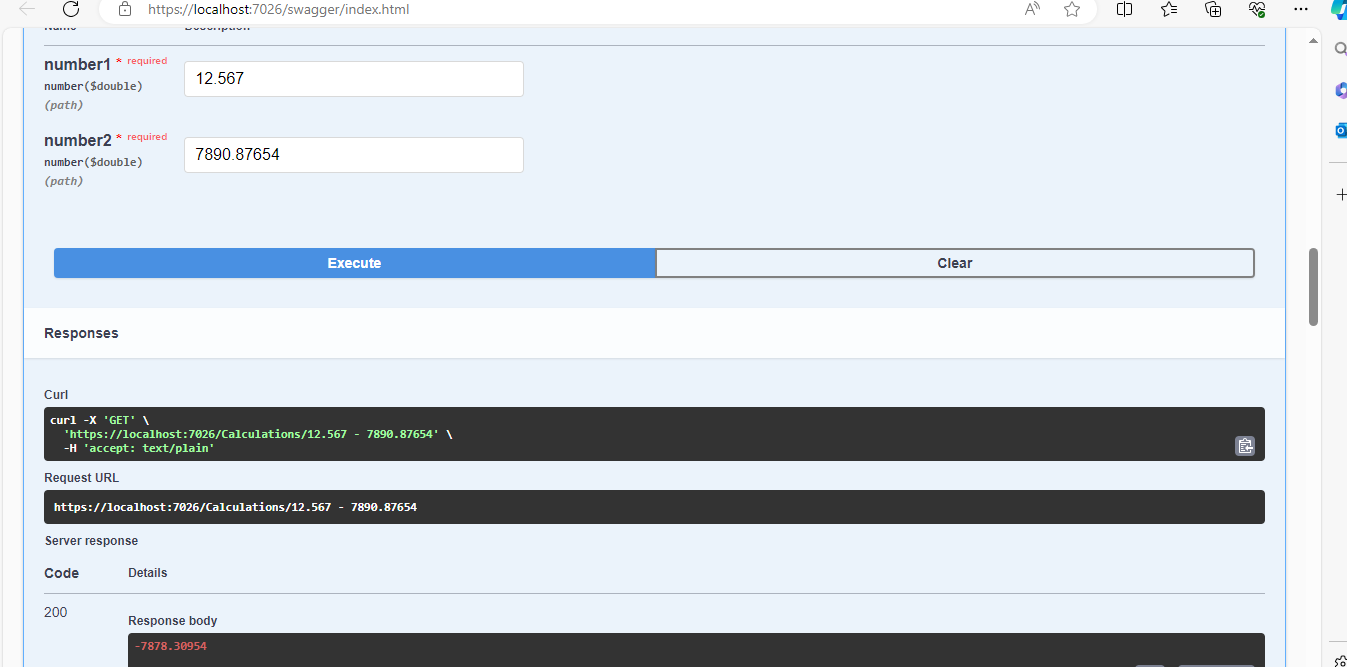 https://localhost:7026/swagger/index.html
Name Description
number1 * required
12.567
number($double)
(path)
number2 * required
7890.87654
number($double)
(path)
Execute Clear
Responses
Curl
curl -X 'GET' \
'https://localhost:7026/Calculations/12.567 - 7890.87654' \
-H 'accept: text/plain'
Request URL
https://localhost:7026/Calculations/12.567 - 7890.87654
Server response
Code Details
200
Response body
-7878.30954